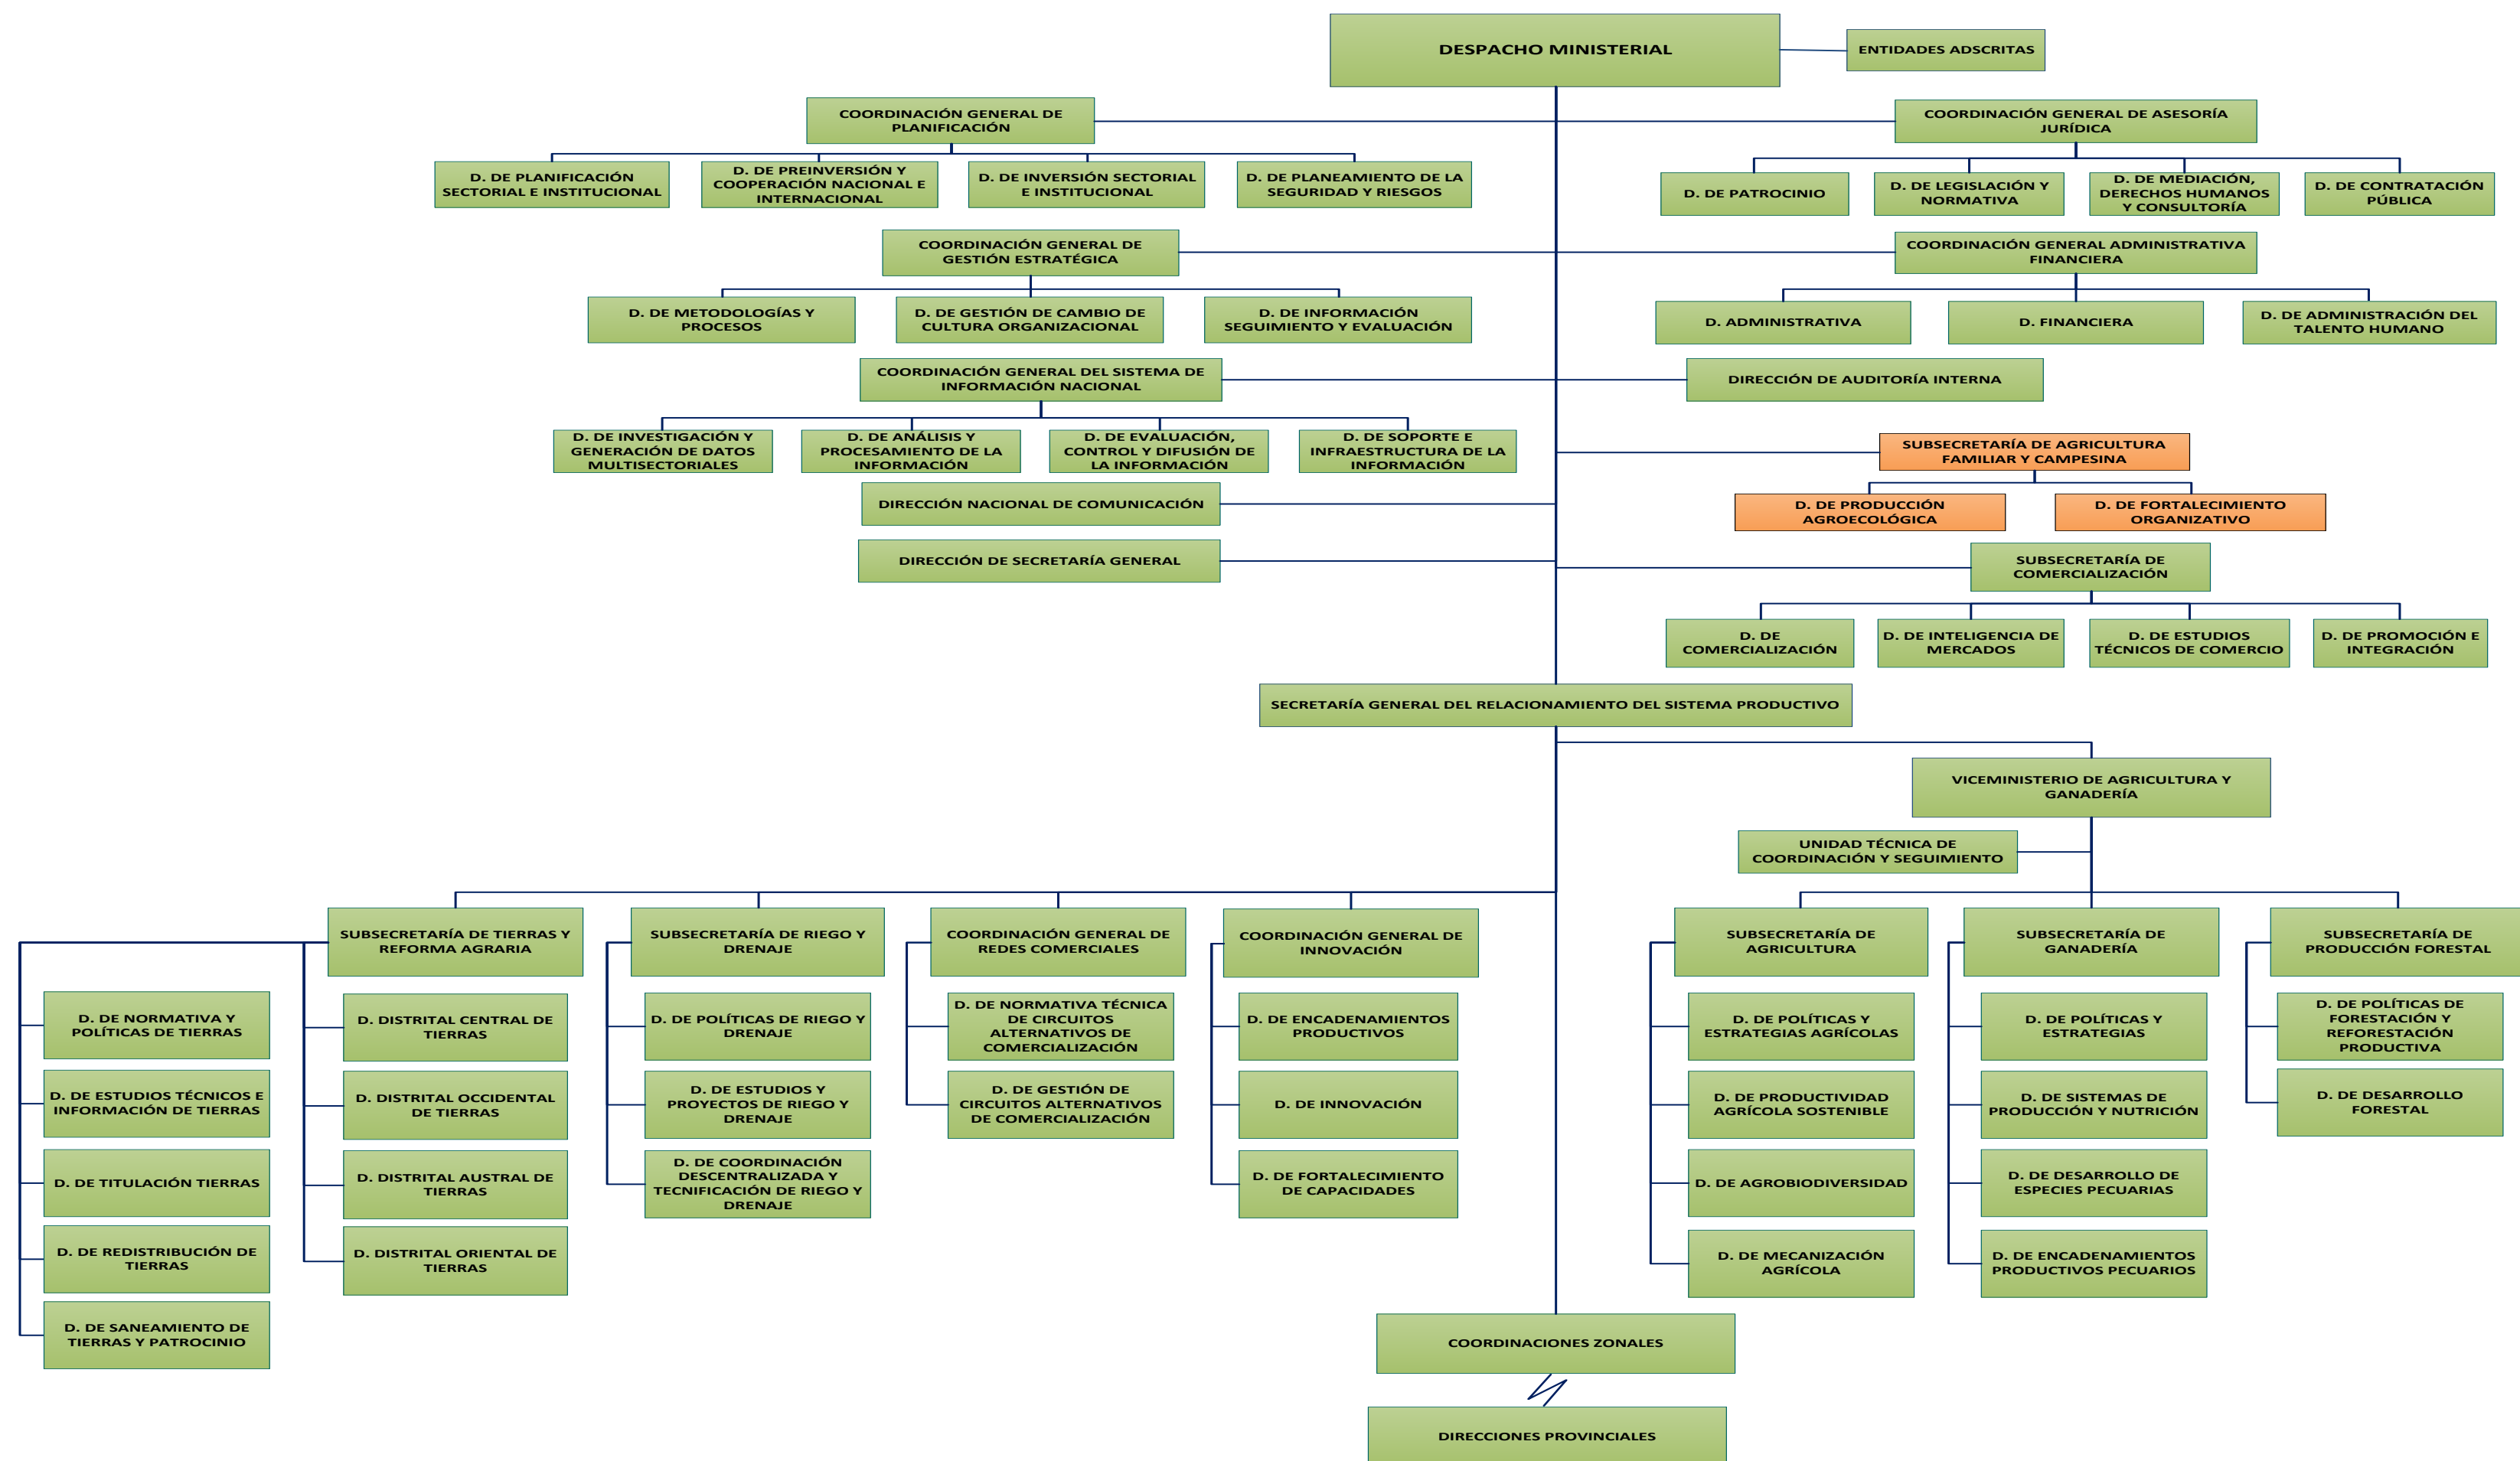 DESPACHO MINISTERIAL
ENTIDADES ADSCRITAS
COORDINACIÓN GENERAL DE
PLANIFICACIÓN
COORDINACIÓN GENERAL DE ASESORÍA
JURÍDICA
D. DE PLANIFICACIÓN
SECTORIAL E INSTITUCIONAL
D. DE PREINVERSIÓN Y
COOPERACIÓN NACIONAL E
INTERNACIONAL
D. DE INVERSIÓN SECTORIAL
E INSTITUCIONAL
D. DE PLANEAMIENTO DE LA
SEGURIDAD Y RIESGOS
D. DE PATROCINIO
D. DE LEGISLACIÓN Y
NORMATIVA
D. DE MEDIACIÓN,
DERECHOS HUMANOS
Y CONSULTORÍA
D. DE CONTRATACIÓN
PÚBLICA
COORDINACIÓN GENERAL DE
GESTIÓN ESTRATÉGICA
COORDINACIÓN GENERAL ADMINISTRATIVA
FINANCIERA
D. DE METODOLOGÍAS Y
PROCESOS
D. DE GESTIÓN DE CAMBIO DE
CULTURA ORGANIZACIONAL
D. DE INFORMACIÓN
SEGUIMIENTO Y EVALUACIÓN
D. ADMINISTRATIVA
D. FINANCIERA
D. DE ADMINISTRACIÓN DEL
TALENTO HUMANO
COORDINACIÓN GENERAL DEL SISTEMA DE
INFORMACIÓN NACIONAL
DIRECCIÓN DE AUDITORÍA INTERNA
D. DE INVESTIGACIÓN Y
GENERACIÓN DE DATOS
MULTISECTORIALES
D. DE ANÁLISIS Y
PROCESAMIENTO DE LA
INFORMACIÓN
D. DE EVALUACIÓN,
CONTROL Y DIFUSIÓN DE
LA INFORMACIÓN
D. DE SOPORTE E
INFRAESTRUCTURA DE LA
INFORMACIÓN
SUBSECRETARÍA DE AGRICULTURA
FAMILIAR Y CAMPESINA
DIRECCIÓN NACIONAL DE COMUNICACIÓN
D. DE PRODUCCIÓN
AGROECOLÓGICA
D. DE FORTALECIMIENTO
ORGANIZATIVO
DIRECCIÓN DE SECRETARÍA GENERAL
SUBSECRETARÍA DE
COMERCIALIZACIÓN
D. DE
COMERCIALIZACIÓN
D. DE INTELIGENCIA DE
MERCADOS
D. DE ESTUDIOS
TÉCNICOS DE COMERCIO
D. DE PROMOCIÓN E
INTEGRACIÓN
SECRETARÍA GENERAL DEL RELACIONAMIENTO DEL SISTEMA PRODUCTIVO
VICEMINISTERIO DE AGRICULTURA Y
GANADERÍA
UNIDAD TÉCNICA DE
COORDINACIÓN Y SEGUIMIENTO
SUBSECRETARÍA DE TIERRAS Y
REFORMA AGRARIA
SUBSECRETARÍA DE RIEGO Y
DRENAJE
COORDINACIÓN GENERAL DE
REDES COMERCIALES
COORDINACIÓN GENERAL DE
INNOVACIÓN
SUBSECRETARÍA DE
AGRICULTURA
SUBSECRETARÍA DE
GANADERÍA
SUBSECRETARÍA DE
PRODUCCIÓN FORESTAL
D. DE NORMATIVA Y
POLÍTICAS DE TIERRAS
D. DISTRITAL CENTRAL DE
TIERRAS
D. DE POLÍTICAS DE RIEGO Y
DRENAJE
D. DE NORMATIVA TÉCNICA
DE CIRCUITOS
ALTERNATIVOS DE
COMERCIALIZACIÓN
D. DE ENCADENAMIENTOS
PRODUCTIVOS
D. DE POLÍTICAS Y
ESTRATEGIAS AGRÍCOLAS
D. DE POLÍTICAS Y
ESTRATEGIAS
D. DE POLÍTICAS DE
FORESTACIÓN Y
REFORESTACIÓN
PRODUCTIVA
D. DE ESTUDIOS TÉCNICOS E
INFORMACIÓN DE TIERRAS
D. DISTRITAL OCCIDENTAL
DE TIERRAS
D. DE ESTUDIOS Y
PROYECTOS DE RIEGO Y
DRENAJE
D. DE GESTIÓN DE
CIRCUITOS ALTERNATIVOS
DE COMERCIALIZACIÓN
D. DE INNOVACIÓN
D. DE PRODUCTIVIDAD
AGRÍCOLA SOSTENIBLE
D. DE SISTEMAS DE
PRODUCCIÓN Y NUTRICIÓN
D. DE DESARROLLO
FORESTAL
D. DE TITULACIÓN TIERRAS
D. DISTRITAL AUSTRAL DE
TIERRAS
D. DE COORDINACIÓN
DESCENTRALIZADA Y
TECNIFICACIÓN DE RIEGO Y
DRENAJE
D. DE FORTALECIMIENTO
DE CAPACIDADES
D. DE AGROBIODIVERSIDAD
D. DE DESARROLLO DE
ESPECIES PECUARIAS
D. DE REDISTRIBUCIÓN DE
TIERRAS
D. DISTRITAL ORIENTAL DE
TIERRAS
D. DE MECANIZACIÓN
AGRÍCOLA
D. DE ENCADENAMIENTOS
PRODUCTIVOS PECUARIOS
D. DE SANEAMIENTO DE
TIERRAS Y PATROCINIO
COORDINACIONES ZONALES
DIRECCIONES PROVINCIALES